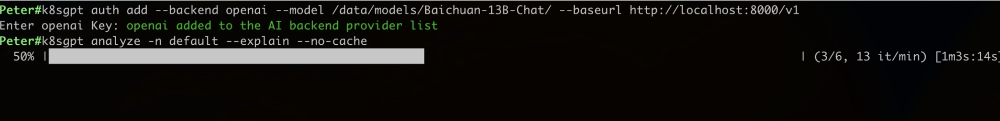 Peter#k8sgpt auth add --backend openai --model /data/models/Baichuan-13B-Chat/ --baseurl http://localhost:8000/v1
Enter openai Key: openai added to the AI backend provider list
Peter#k8sgpt analyze -n default --explain --no-cache
50% | | (3/6, 13 it/min) [1m3s:14s]